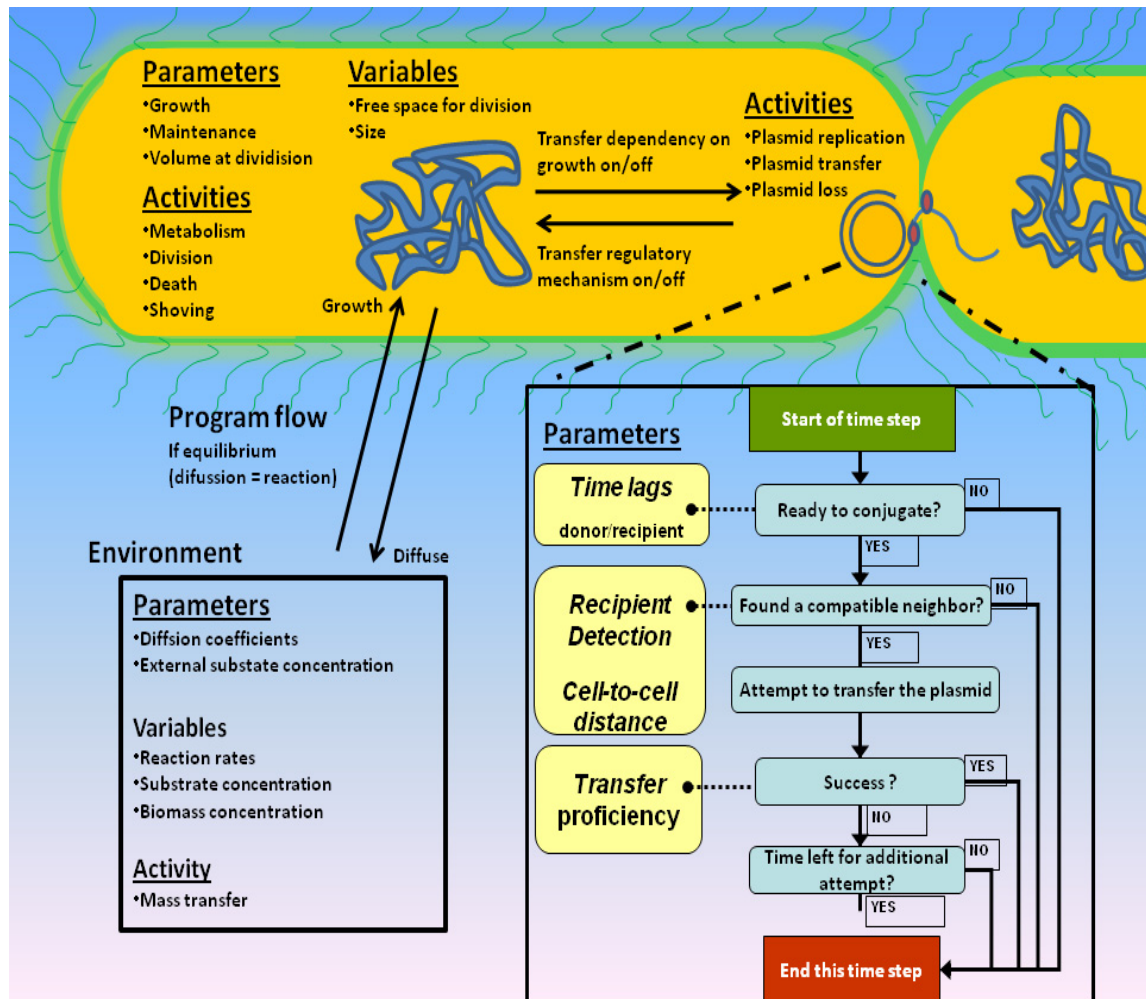 Parameters
•Growth
•Maintenance
•Volume at dividision
Activities
•Metabolism
•Division
•Death
•Shoving
Variables
•Free space for division
•Size
Transfer dependency on
growth on/off
Transfer regulatory
mechanism on/off
Activities
•Plasmid replication
•Plasmid transfer
•Plasmid loss
Growth
Program flow
If equilibrium
(difussion = reaction)
Diffuse
Environment
Parameters
•Diffsion coefficients
•External substate concentration
Variables
•Reaction rates
•Substrate concentration
•Biomass concentration
Activity
•Mass transfer
Parameters
Time lags
donor/recipient
Recipient
Detection
Cell-to-cell
distance
Transfer
proficiency
Start of time step
Ready to conjugate?
NO
YES
Found a compatible neighbor?
NO
YES
Attempt to transfer the plasmid
Success ?
YES
NO
Time left for additional
attempt?
NO
YES
End this time step